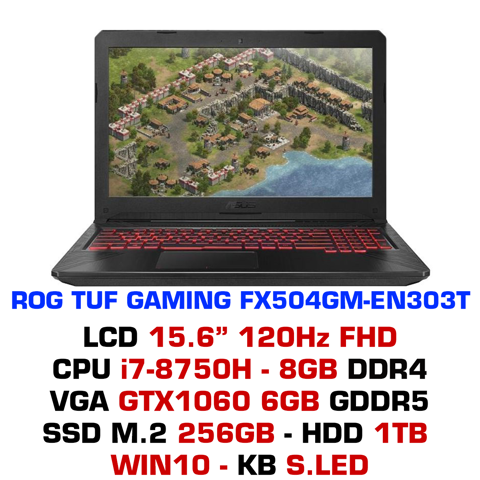 ASUS
ROG TUF GAMING FX504GM-EN303T
LCD 15.6” 120Hz FHD
CPU i7-8750H - 8GB DDR4
VGA GTX1060 6GB GDDR5
SSD M.2 256GB - HDD 1TB
WIN10 - KB S.LED